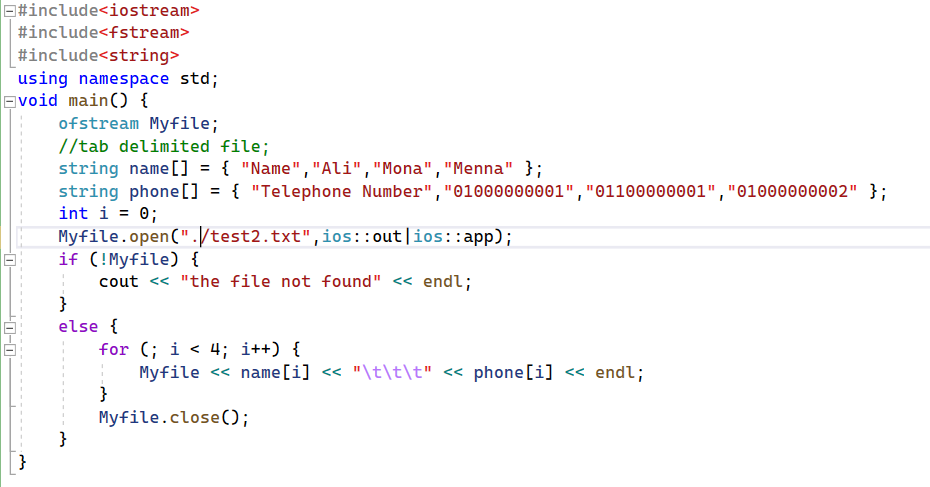 #include<iostream>
#include<fstream>
#include<string>
using namespace std;
void main() {
    ofstream Myfile;
    //tab delimited file;
    string name[] = { "Name","Ali","Mona","Menna" };
    string phone[] = { "Telephone Number","01000000001","01100000001","01000000002" };
    int i = 0;
    Myfile.open("./test2.txt",ios::out|ios::app);
    if (!Myfile) {
        cout << "the file not found" << endl;
    }
    else {
        for (; i < 4; i++) {
            Myfile << name[i] << "\t\t\t" << phone[i] << endl;
        }
        Myfile.close();
    }
}